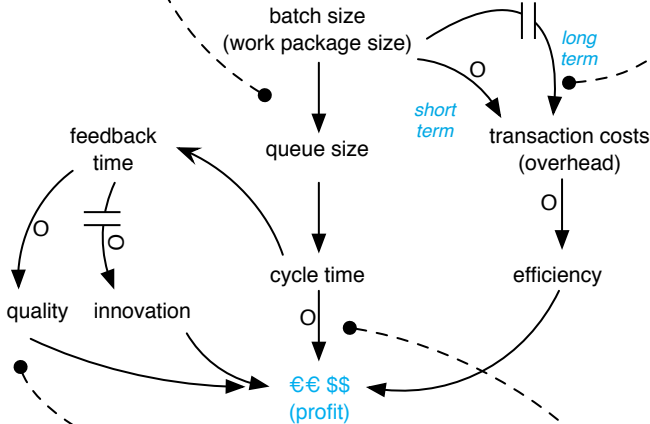 batch size
(work package size)
long
term
O
short
term
transaction costs
(overhead)
feedback
time
queue size
O
O
O
cycle time
efficiency
quality
innovation
O
€€ $$
(profit)